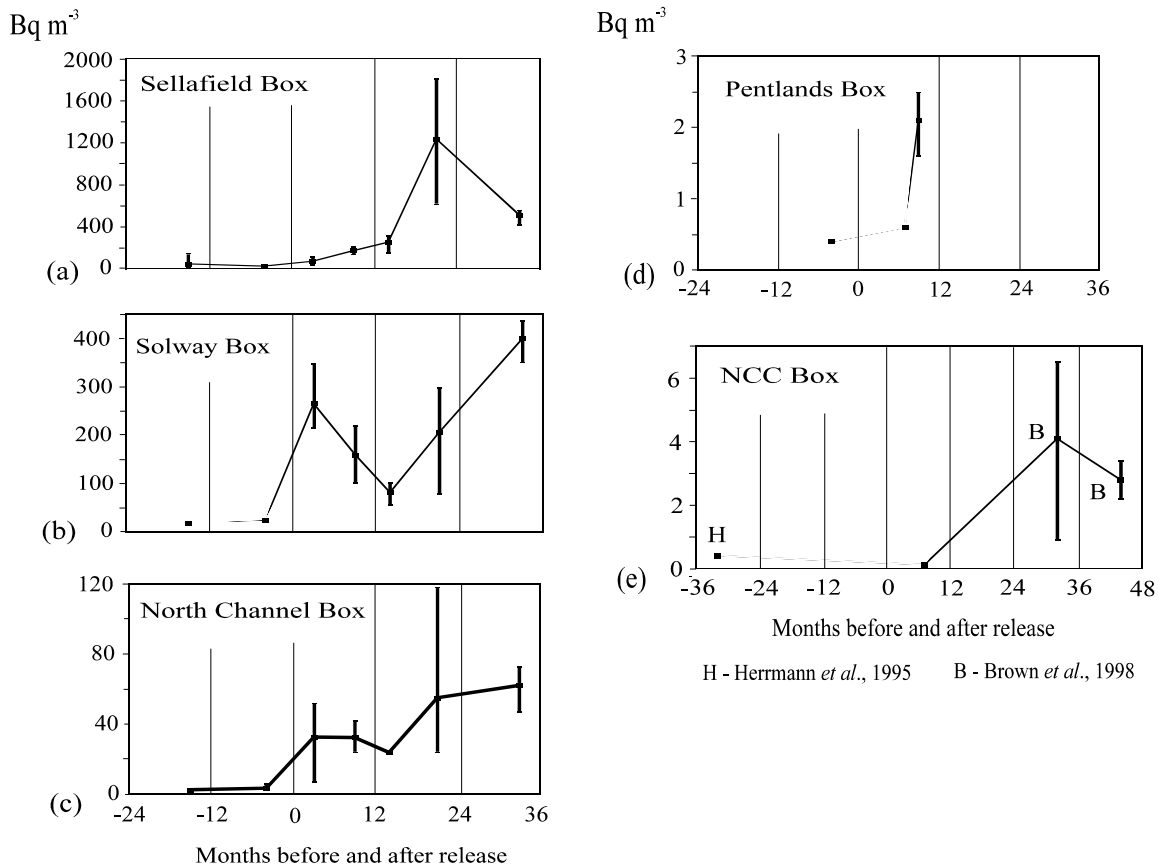 Bq m-3
2000
1600
1200
800
400
0
Sellafield Box
(a)
400
300
200
100
0
Solway Box
(b)
120
80
40
0
North Channel Box
(c)
-24 -12 0 12 24 36
Months before and after release
Bq m-3
3
2
1
0
Pentlands Box
(d)
-24 -12 0 12 24 36
6
4
2
0
NCC Box
H
B
B
(e)
-36 -24 -12 0 12 24 36 48
Months before and after release
H - Herrmann et al., 1995 B - Brown et al., 1998